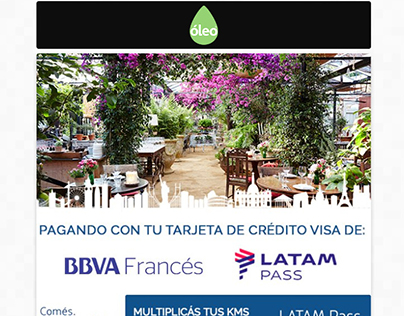 óleo
PAGANDO CON TU TARJETA DE CRÉDITO VISA DE:
BBVA Francés
LATAM
PASS
Comés.
MULTIPLICÁS TUS KMS
LATAM Pass